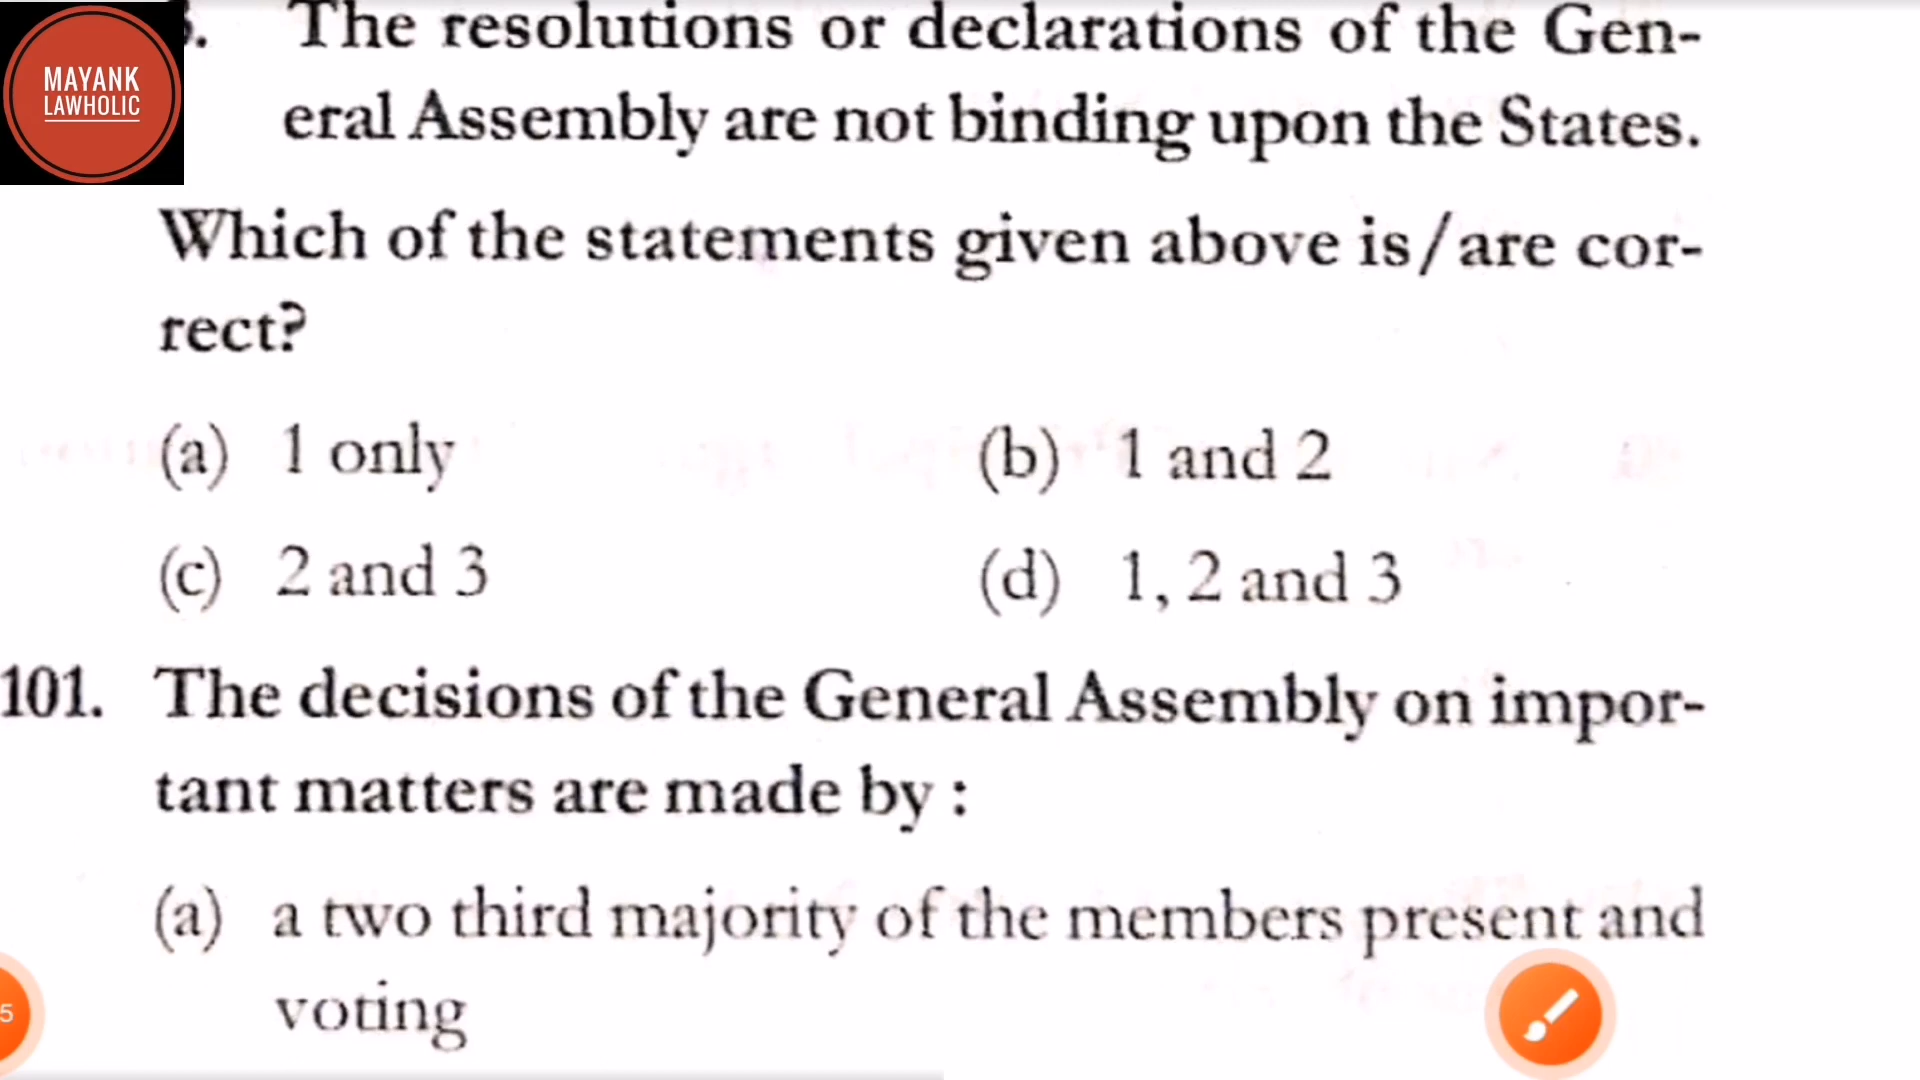 MAYANK
LAWHOLIC
The resolutions or declarations of the Gen-
eral Assembly are not binding upon the States.
Which of the statements given above is/are cor-
rect?
(a) 1 only (b) 1 and 2
(c) 2 and 3 (d) 1, 2 and 3
101. The decisions of the General Assembly on impor-
tant matters are made by :
(a) a two third majority of the members present and
voting
5